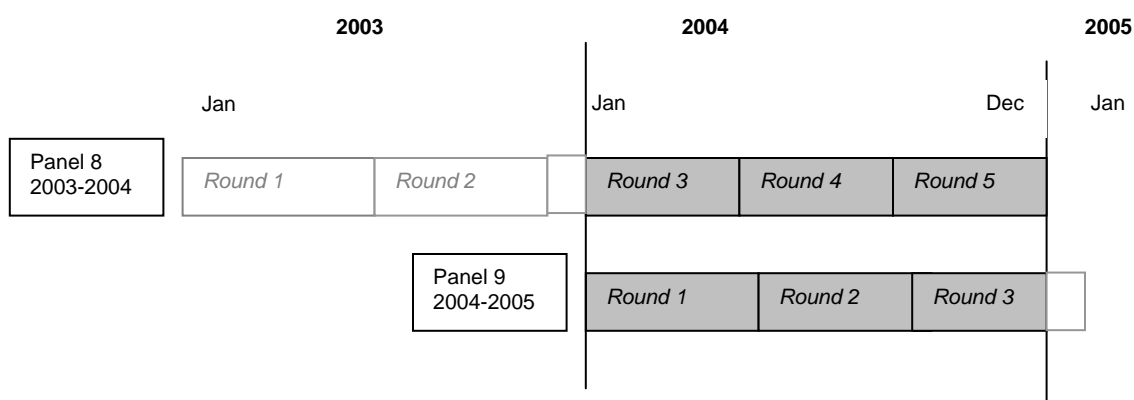 2003 2004 2005
Jan Jan Dec Jan
Panel 8
2003-2004
Round 1 Round 2 Round 3 Round 4 Round 5
Panel 9
2004-2005
Round 1 Round 2 Round 3